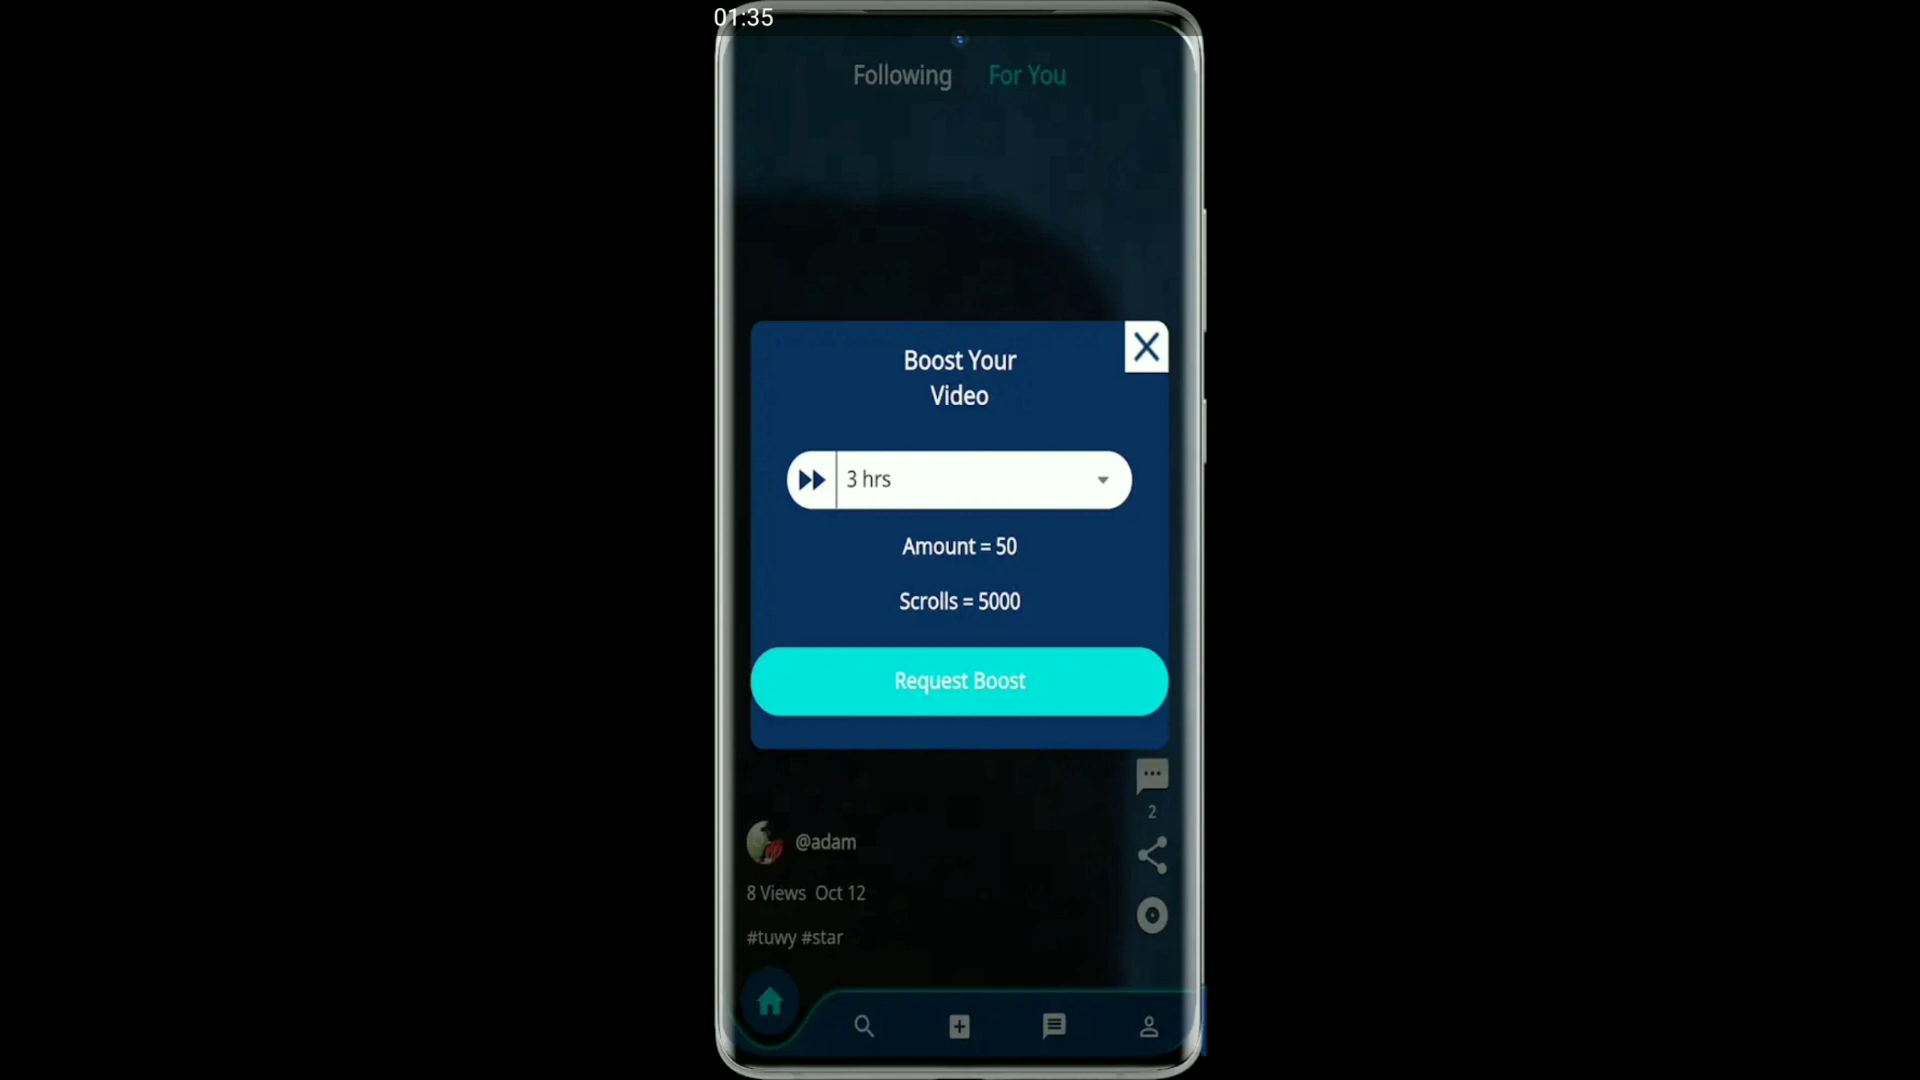 01:35
Following For You
Boost Your
Video
3 hrs
Amount = 50
Scrolls = 5000
Request Boost
2
@adam
8 Views Oct 12
#tuwy #star